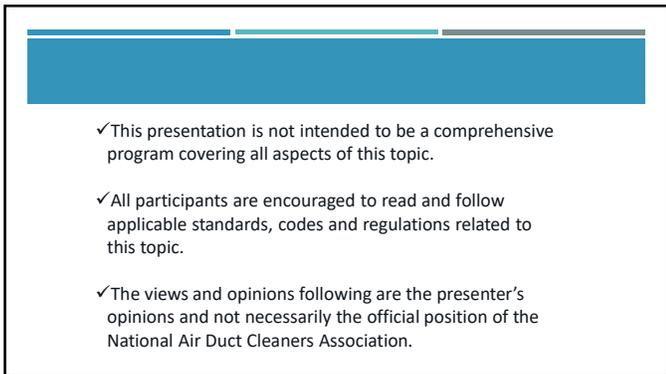 ✓This presentation is not intended to be a comprehensive
program covering all aspects of this topic.
✓All participants are encouraged to read and follow
applicable standards, codes and regulations related to
this topic.
✓The views and opinions following are the presenter’s
opinions and not necessarily the official position of the
National Air Duct Cleaners Association.